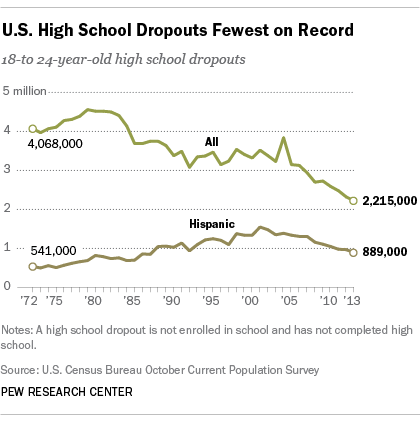 U.S. High School Dropouts Fewest on Record
18-to 24-year-old high school dropouts
5 million
4
4,068,000
All
3
2,215,000
2
Hispanic
541,000
1
889,000
0
'72 '75 '80 '85 '90 '95 '00 '05 '10 '13
Notes: A high school dropout is not enrolled in school and has not completed high
school.
Source: U.S. Census Bureau October Current Population Survey
PEW RESEARCH CENTER